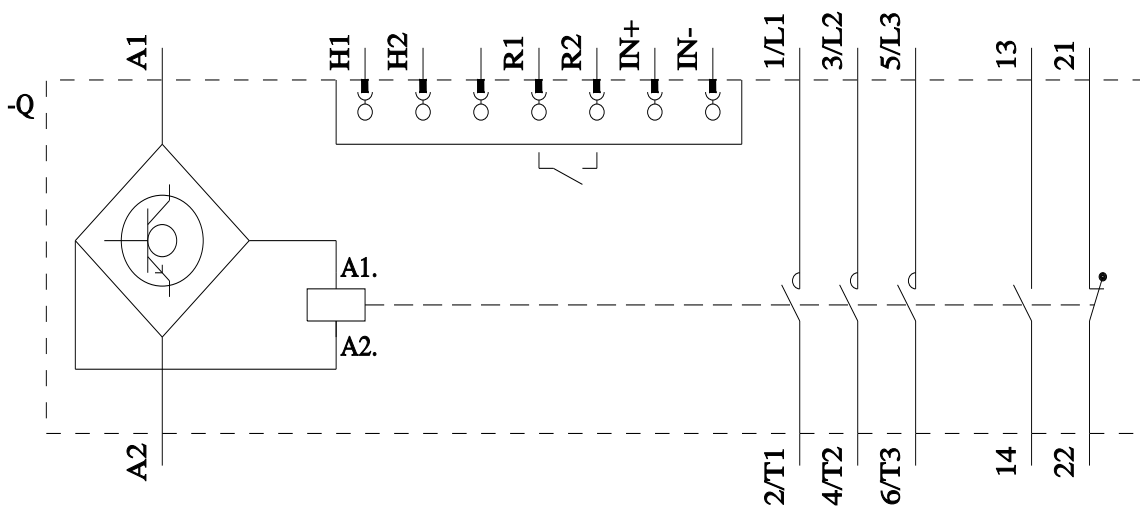 A1
H1
H2
R1
R2
IN+
IN-
1/L1
3/L2
5/L3
13
21
-Q
A1.
A2.
A2
2/T1
4/T2
6/T3
14
22